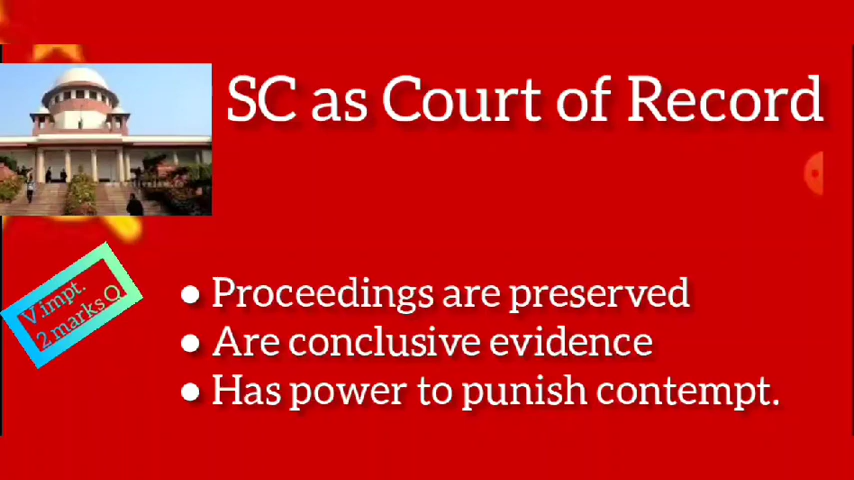 SC as Court of Record
V.impt.
2 marks Q
● Proceedings are preserved
● Are conclusive evidence
● Has power to punish contempt.